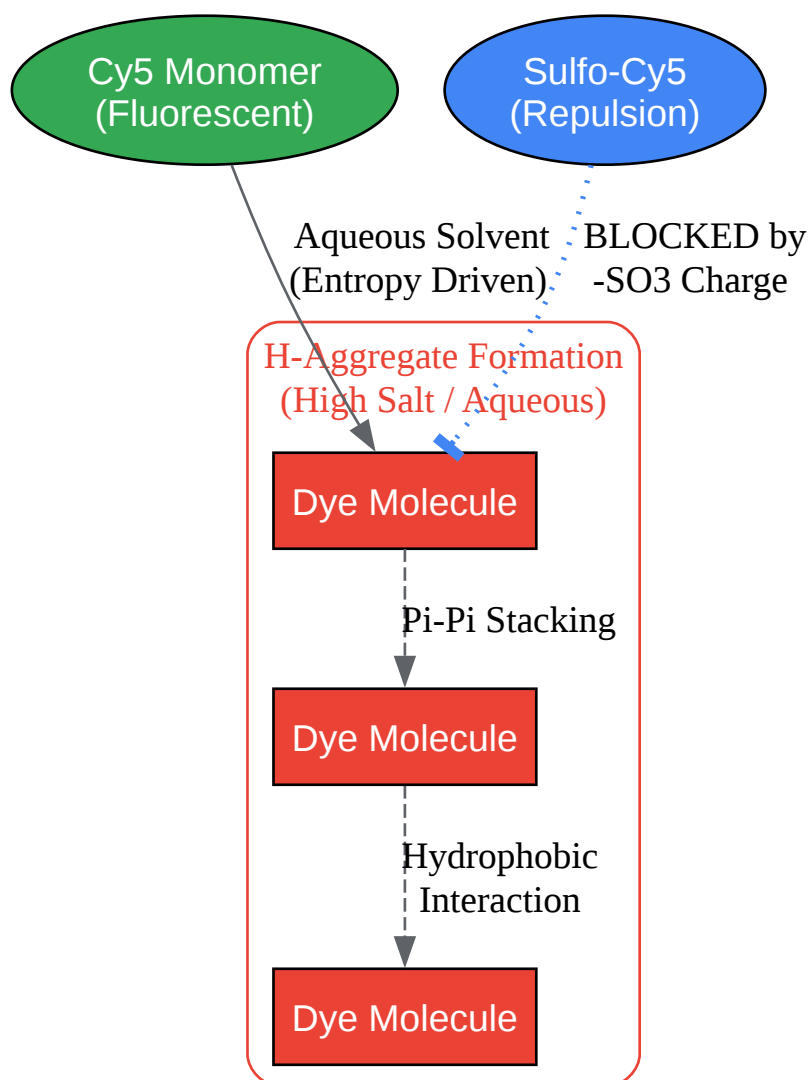 Cy5 Monomer
(Fluorescent)
Sulfo-Cy5
(Repulsion)
Aqueous Solvent
(Entropy Driven)
BLOCKED by
-SO3 Charge
H-Aggregate Formation
(High Salt / Aqueous)
Dye Molecule
Pi-Pi Stacking
Dye Molecule
Hydrophobic
Interaction
Dye Molecule